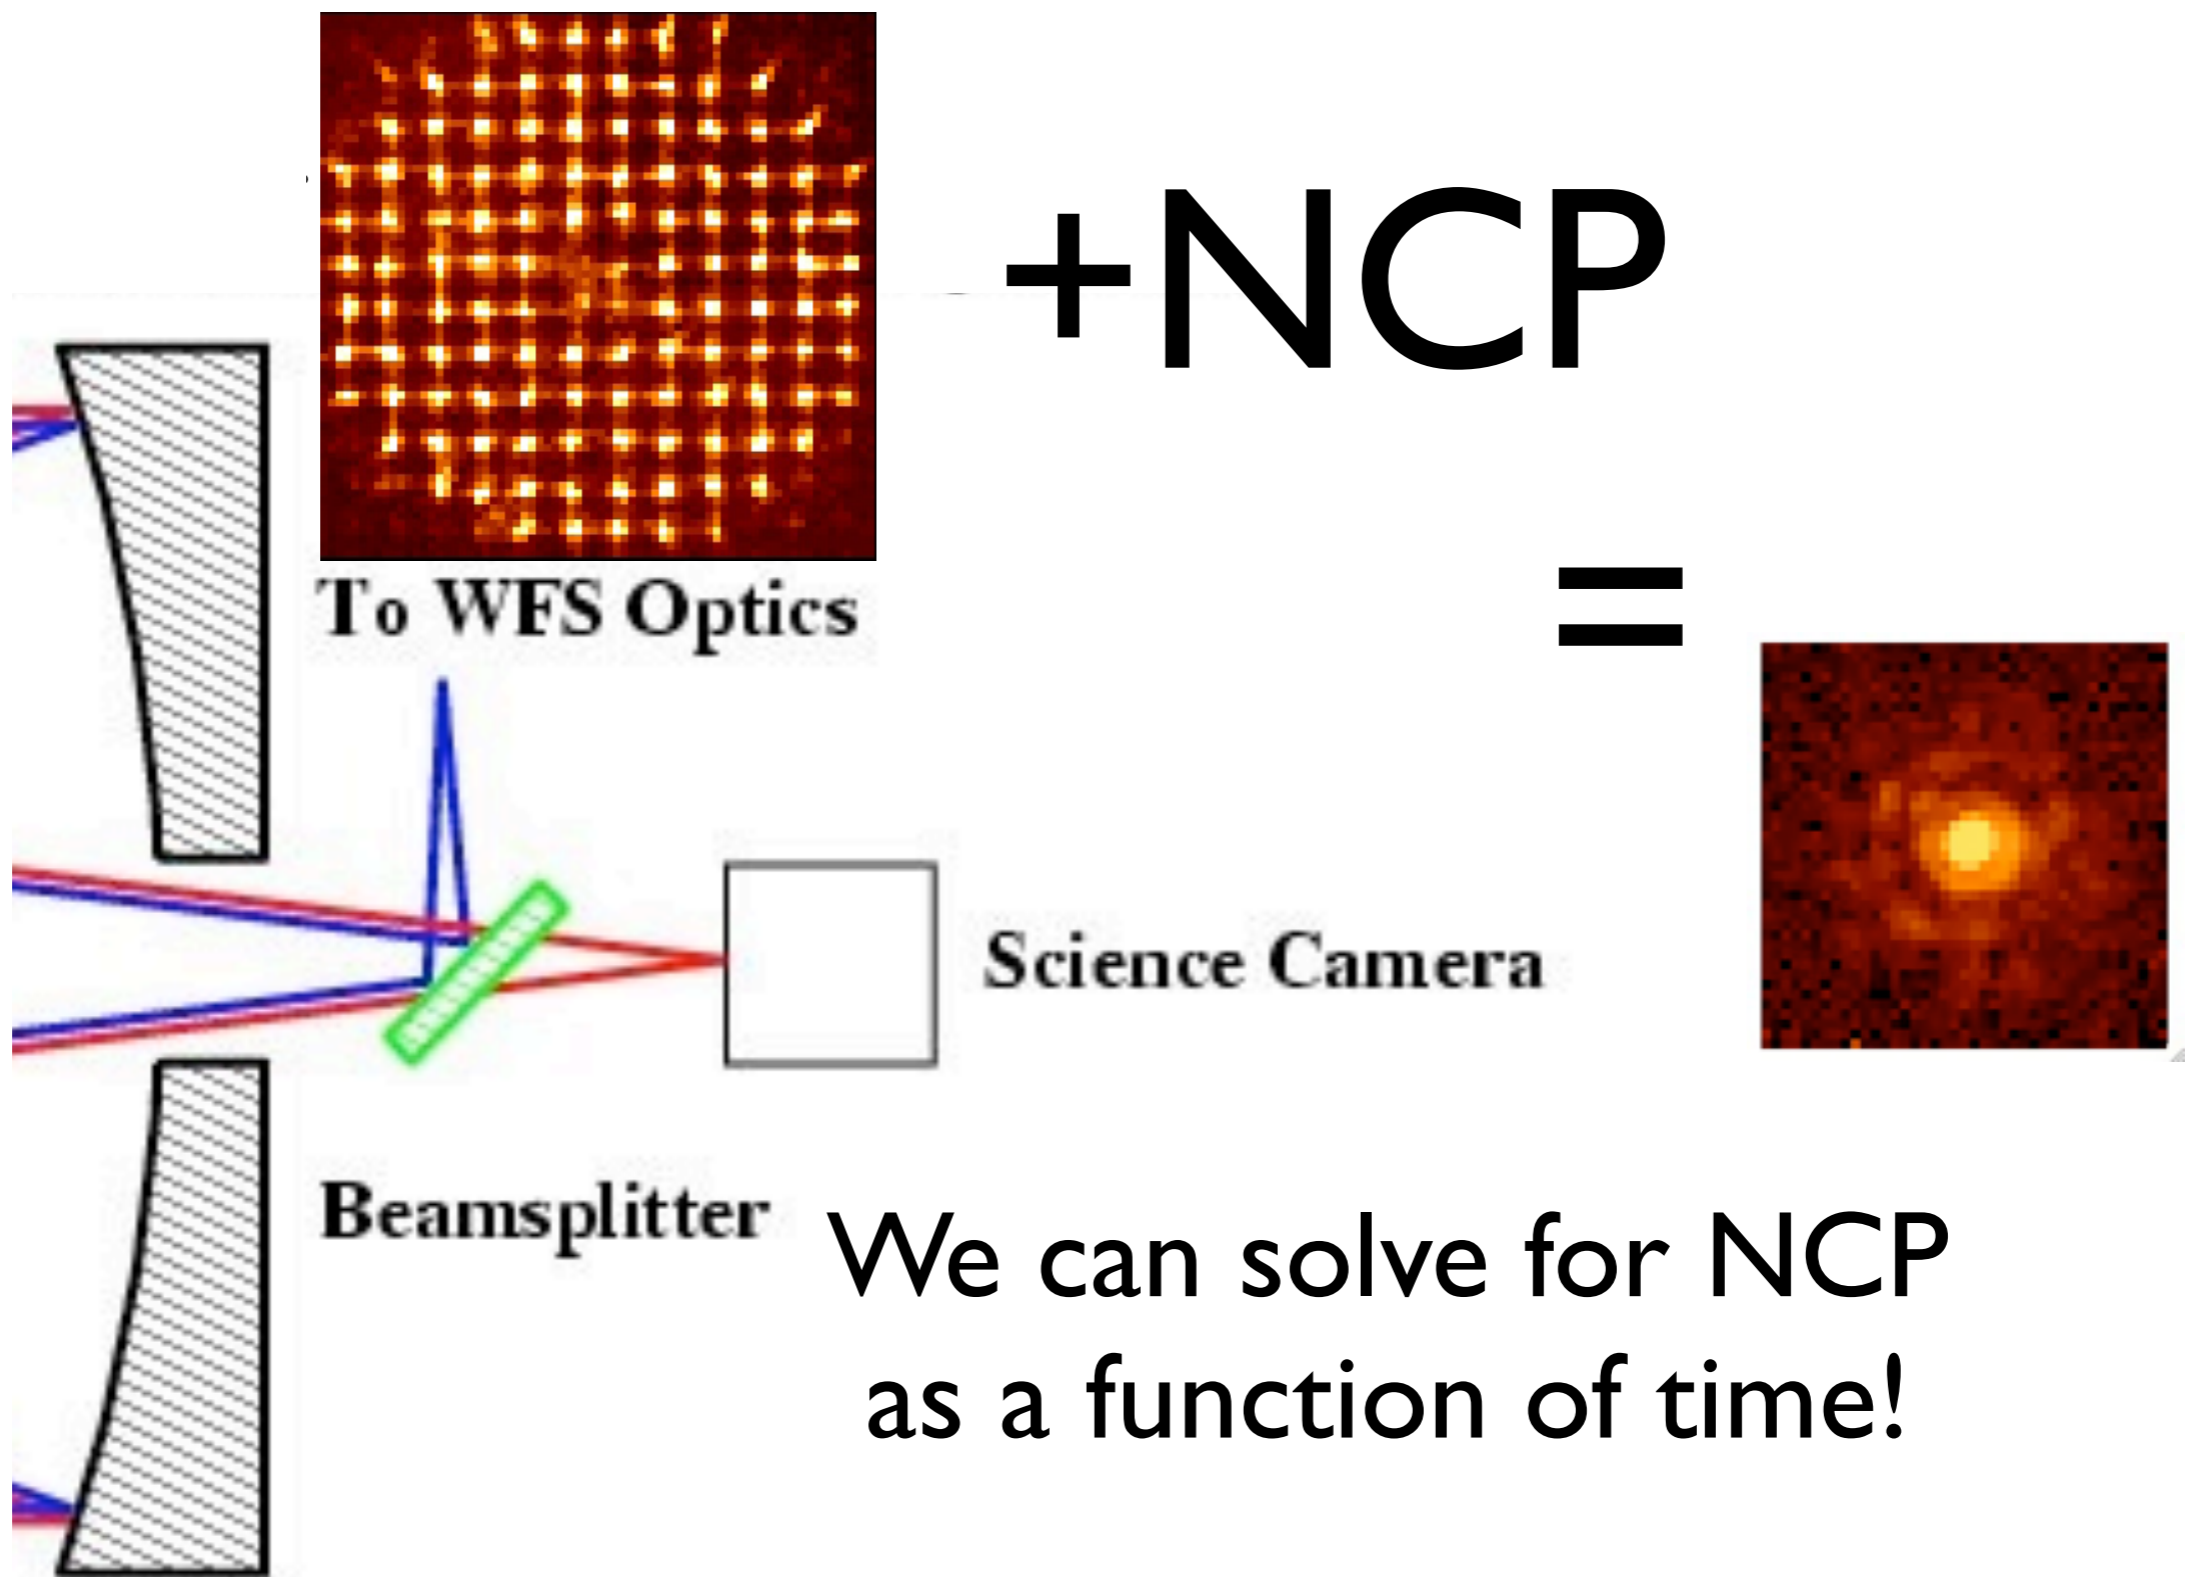 +NCP
=
To WFS Optics
Science Camera
Beamsplitter
We can solve for NCP
as a function of time!